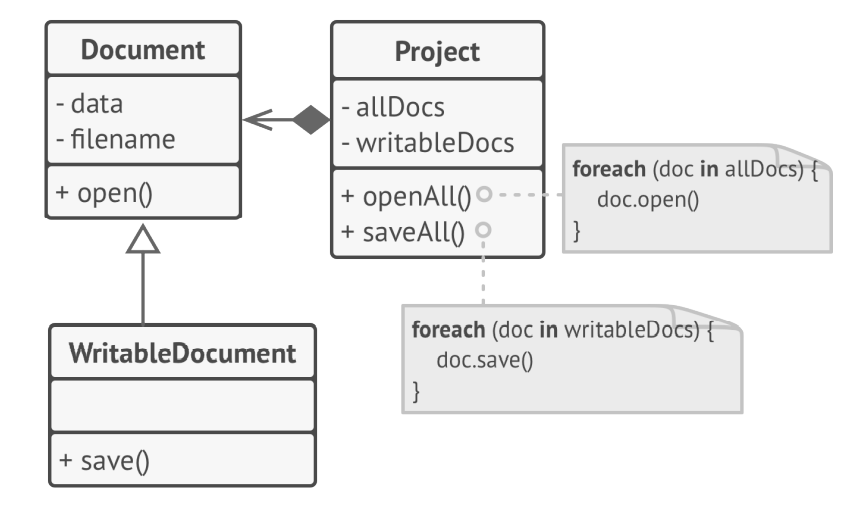 Document
- data
- filename
+ open()
Project
- allDocs
- writableDocs
+ openAll()
+ saveAll()
foreach (doc in allDocs) {
doc.open()
}
foreach (doc in writableDocs) {
doc.save()
}
WritableDocument
+ save()